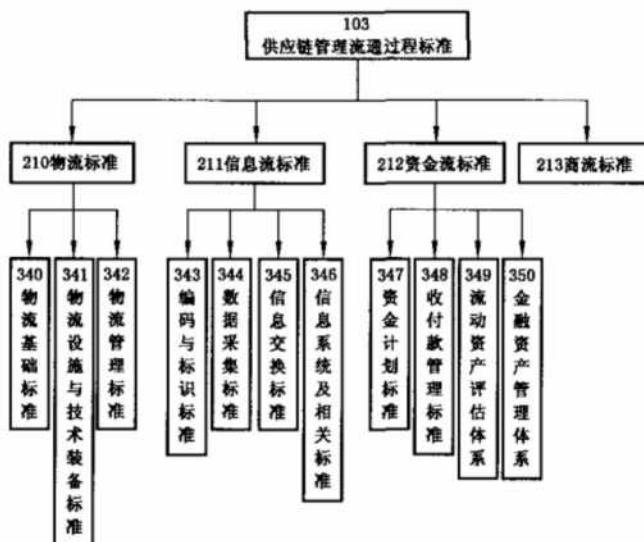 103
供应链管理流通过程标准
210物流标准
211信息流标准
212资金流标准
213商流标准
340
物流基础标准
341
物流设施与技术装备标准
342
物流管理标准
343
编码与标识标准
344
数据采集标准
345
信息交换标准
346
信息系统及相关标准
347
资金计划标准
348
收付款管理标准
349
流动资产评估体系
350
金融资产管理体系